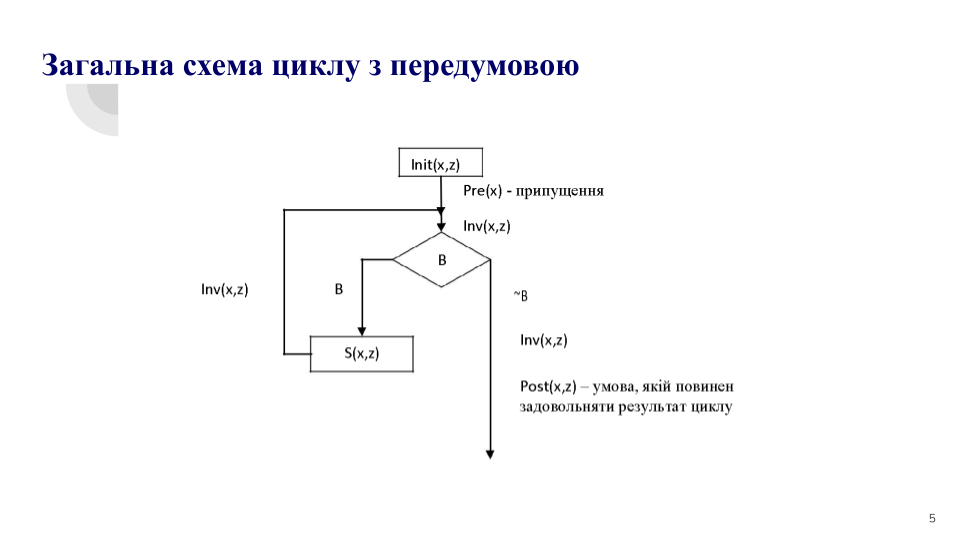 Загальна схема циклу з передумовою
Init(x,z)
Pre(x) - припущення
Inv(x,z)
B
Inv(x,z)
B
~B
Inv(x,z)
S(x,z)
Post(x,z) – умова, якій повинен
задовольняти результат циклу
5